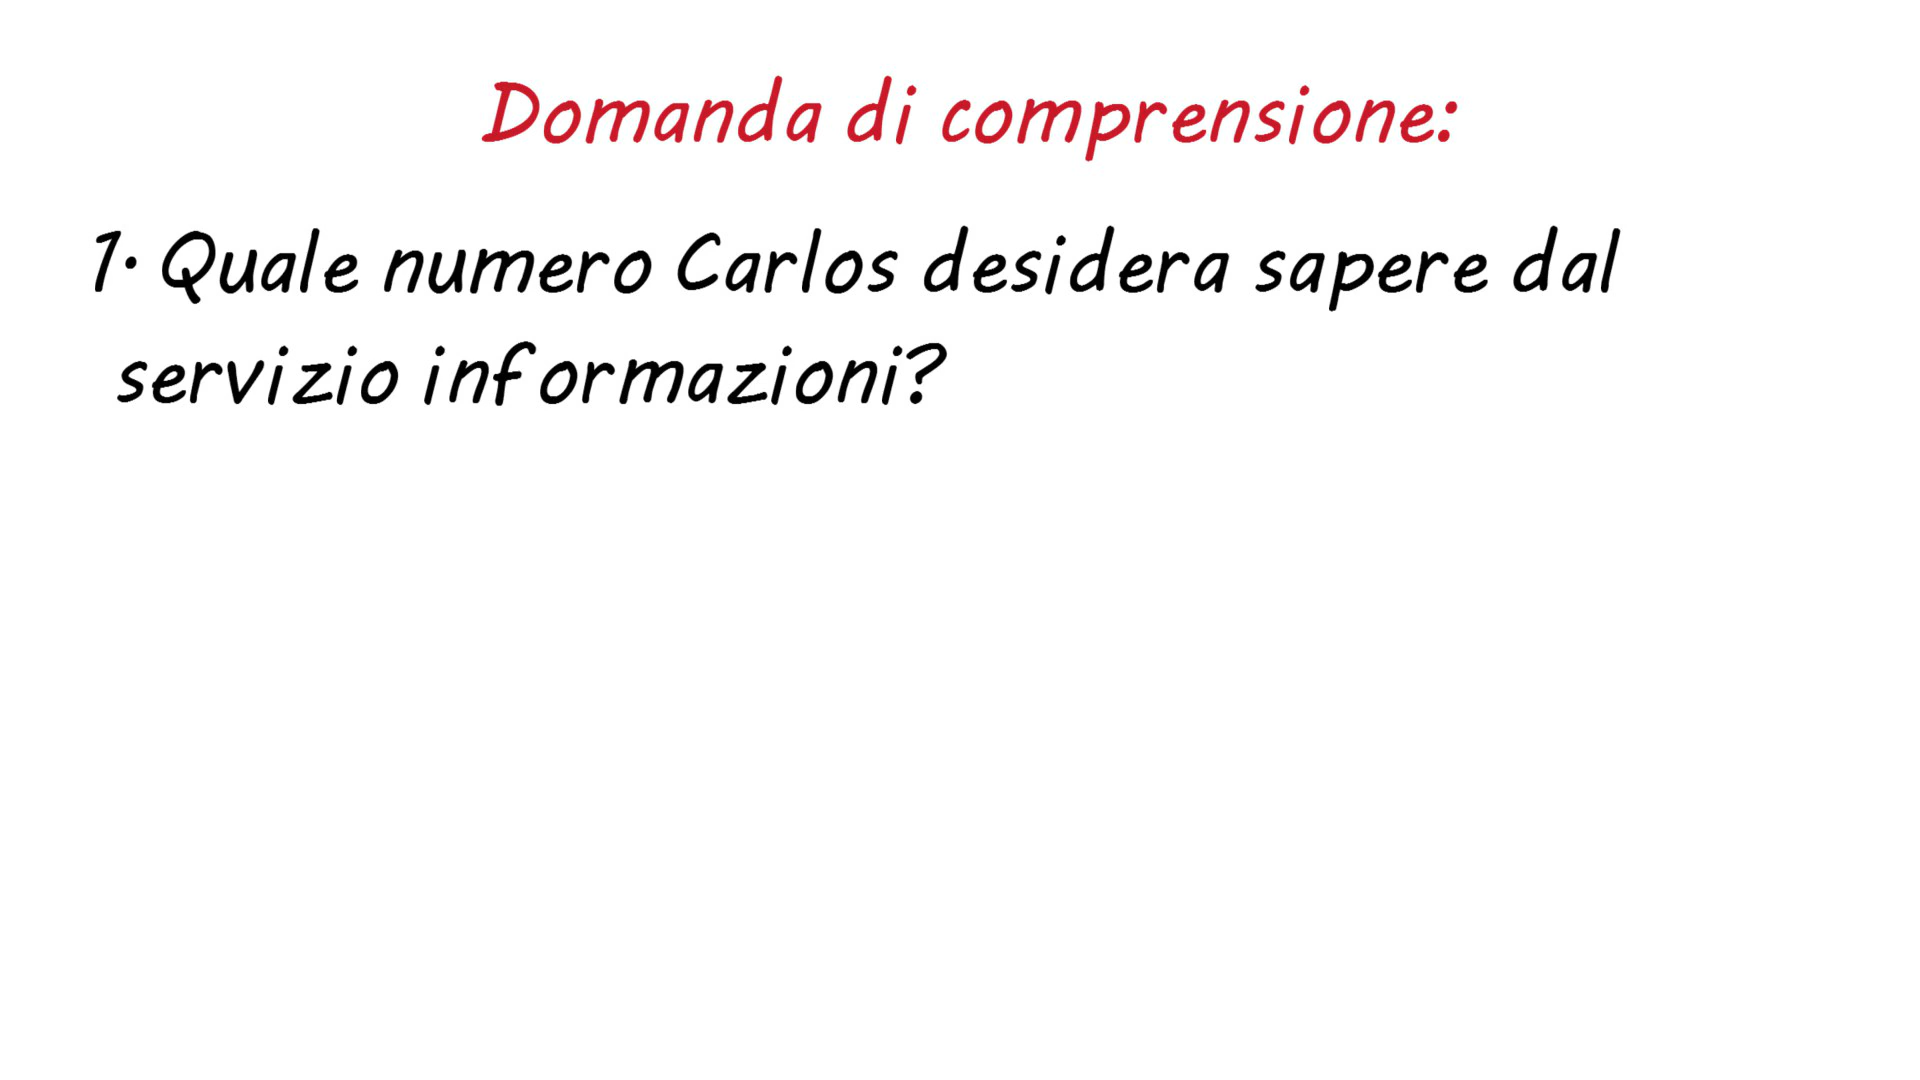 Domanda di comprensione:
1. Quale numero Carlos desidera sapere dal
servizio informazioni?